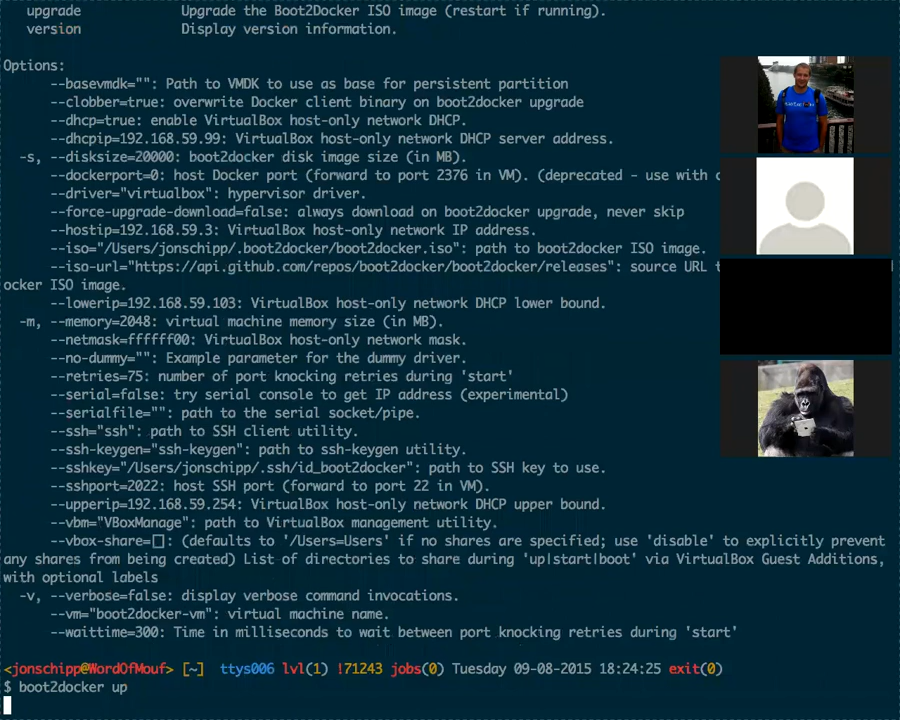 upgrade Upgrade the Boot2Docker ISO image (restart if running).
version Display version information.
Options:
--basevmdk="": Path to VMDK to use as base for persistent partition
--clobber=true: overwrite Docker client binary on boot2docker upgrade
--dhcp=true: enable VirtualBox host-only network DHCP.
--dhcpip=192.168.59.99: VirtualBox host-only network DHCP server address.
-s, --disksize=20000: boot2docker disk image size (in MB).
--dockerport=0: host Docker port (forward to port 2376 in VM). (deprecated - use with
--driver="virtualbox": hypervisor driver.
--force-upgrade-download=false: always download on boot2docker upgrade, never skip
--hostip=192.168.59.3: VirtualBox host-only network IP address.
--iso="/Users/jonschipp/.boot2docker/boot2docker.iso": path to boot2docker ISO image.
--iso-url="https://api.github.com/repos/boot2docker/boot2docker/releases": source URL
ocker ISO image.
--lowerip=192.168.59.103: VirtualBox host-only network DHCP lower bound.
-m, --memory=2048: virtual machine memory size (in MB).
--netmask=ffffff00: VirtualBox host-only network mask.
--no-dummy="": Example parameter for the dummy driver.
--retries=75: number of port knocking retries during 'start'
--serial=false: try serial console to get IP address (experimental)
--serialfile="": path to the serial socket/pipe.
--ssh="ssh": path to SSH client utility.
--ssh-keygen="ssh-keygen": path to ssh-keygen utility.
--sshkey="/Users/jonschipp/.ssh/id_boot2docker": path to SSH key to use.
--sshport=2022: host SSH port (forward to port 22 in VM).
--upperip=192.168.59.254: VirtualBox host-only network DHCP upper bound.
--vbm="VBoxManage": path to VirtualBox management utility.
--vbox-share=[]: (defaults to '/Users=Users' if no shares are specified; use 'disable' to explicitly prevent
any shares from being created) List of directories to share during 'up|start|boot' via VirtualBox Guest Additions,
with optional labels
-v, --verbose=false: display verbose command invocations.
--vm="boot2docker-vm": virtual machine name.
--waittime=300: Time in milliseconds to wait between port knocking retries during 'start'
<jonschipp@WordOfMouf> [~] ttys006 lvl(1) !71243 jobs(0) Tuesday 09-08-2015 18:24:25 exit(0)
$ boot2docker up